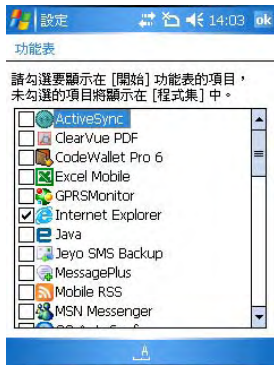 設定 14:03 ok
功能表
請勾選要顯示在 [開始] 功能表的項目，
未勾選的項目將顯示在 [程式集] 中。
ActiveSync
ClearVue PDF
CodeWallet Pro 6
Excel Mobile
GPRSMonitor
Internet Explorer
Java
Jeyo SMS Backup
MessagePlus
Mobile RSS
MSN Messenger